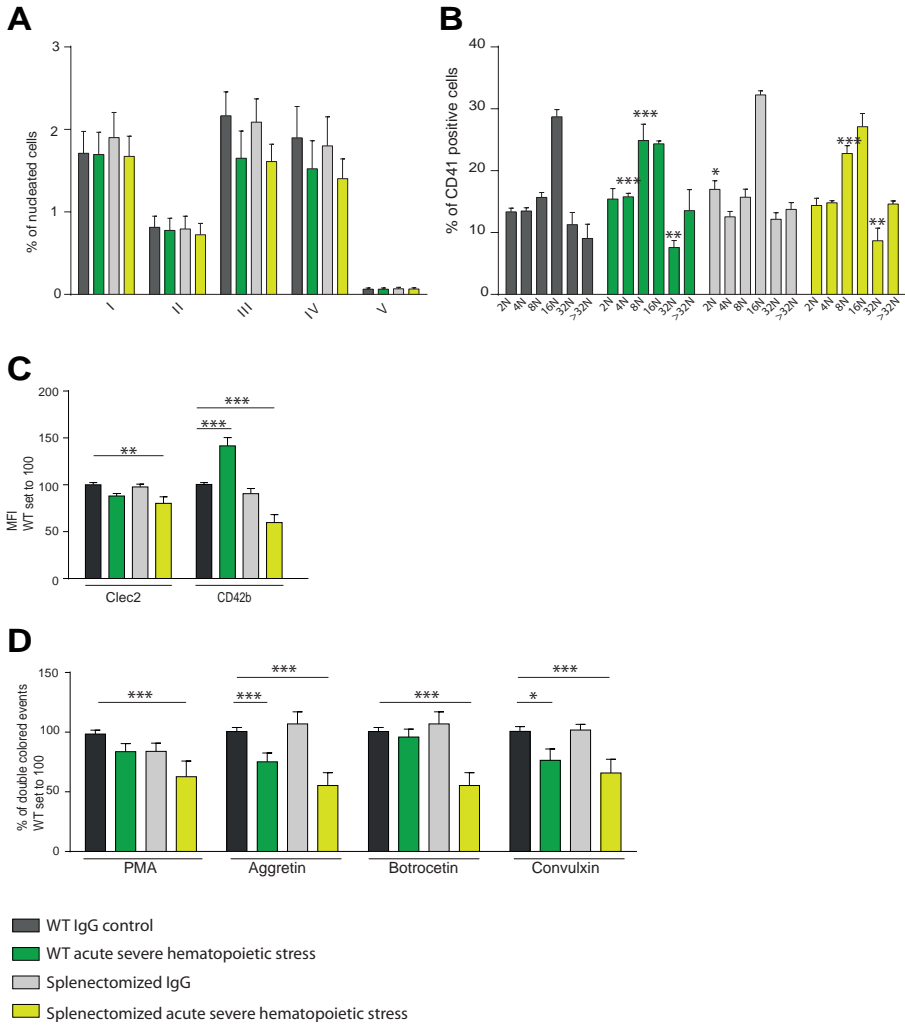 A
3
2
1
0
% of nucleated cells
I II III IV V
B
40
30
20
10
0
% of CD41 positive cells
*** *** ** * *** **
2N 4N 8N 16N 32N >32N 2N 4N 8N 16N 32N >32N 2N 4N 8N 16N 32N >32N 2N 4N 8N 16N 32N >32N
C
200
150
100
50
0
MFI
WT set to 100
** *** ***
Clec2 CD42b
D
150
100
50
0
% of double colored events
WT set to 100
*** *** *** *** * ***
PMA Aggretin Botrocetin Convulxin
WT IgG control
WT acute severe hematopoietic stress
Splenectomized IgG
Splenectomized acute severe hematopoietic stress